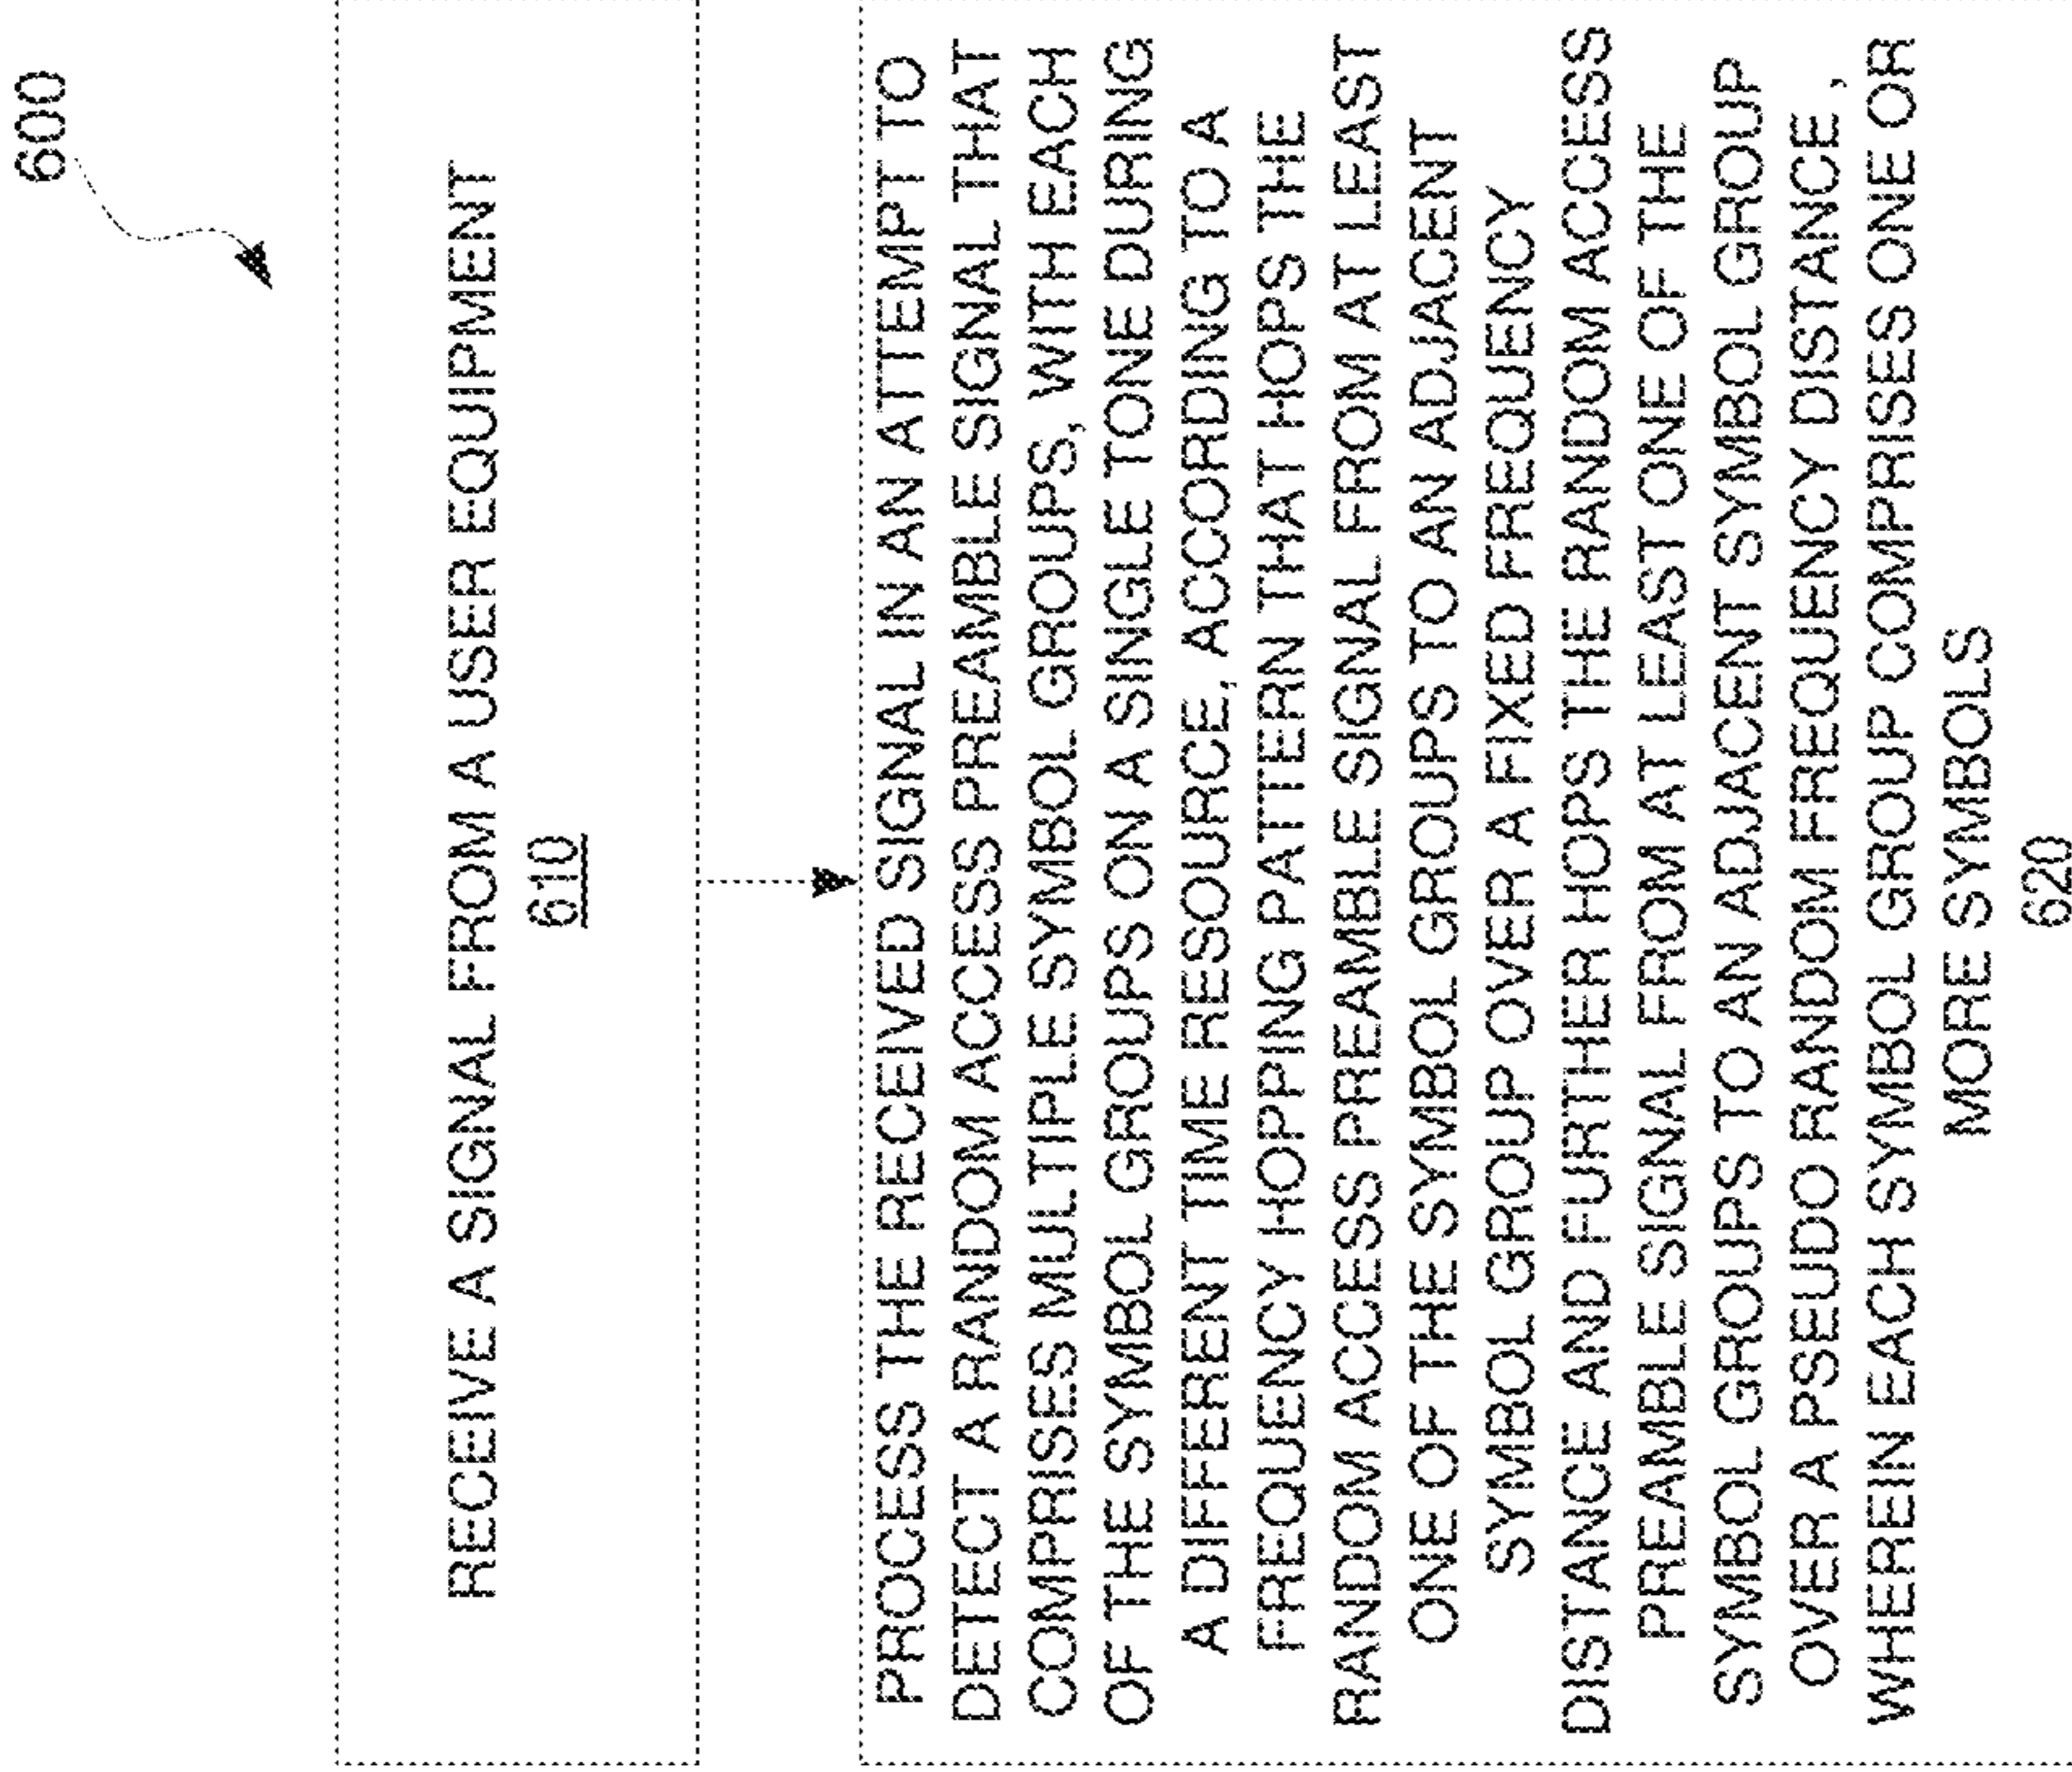 600
RECEIVE A SIGNAL FROM A USER EQUIPMENT
610
PROCESS THE RECEIVED SIGNAL IN AN ATTEMPT TO
DETECT A RANDOM ACCESS PREAMBLE SIGNAL THAT
COMPRISES MULTIPLE SYMBOL GROUPS, WITH EACH
OF THE SYMBOL GROUPS ON A SINGLE TONE DURING
A DIFFERENT TIME RESOURCE, ACCORDING TO A
FREQUENCY HOPPING PATTERN THAT HOPS THE
RANDOM ACCESS PREAMBLE SIGNAL FROM AT LEAST
ONE OF THE SYMBOL GROUPS TO AN ADJACENT
SYMBOL GROUP OVER A FIXED FREQUENCY
DISTANCE AND FURTHER HOPS THE RANDOM ACCESS
PREAMBLE SIGNAL FROM AT LEAST ONE OF THE
SYMBOL GROUPS TO AN ADJACENT SYMBOL GROUP
OVER A PSEUDO RANDOM FREQUENCY DISTANCE ,
WHEREIN EACH SYMBOL GROUP COMPRISES ONE OR
MORE SYMBOLS
620